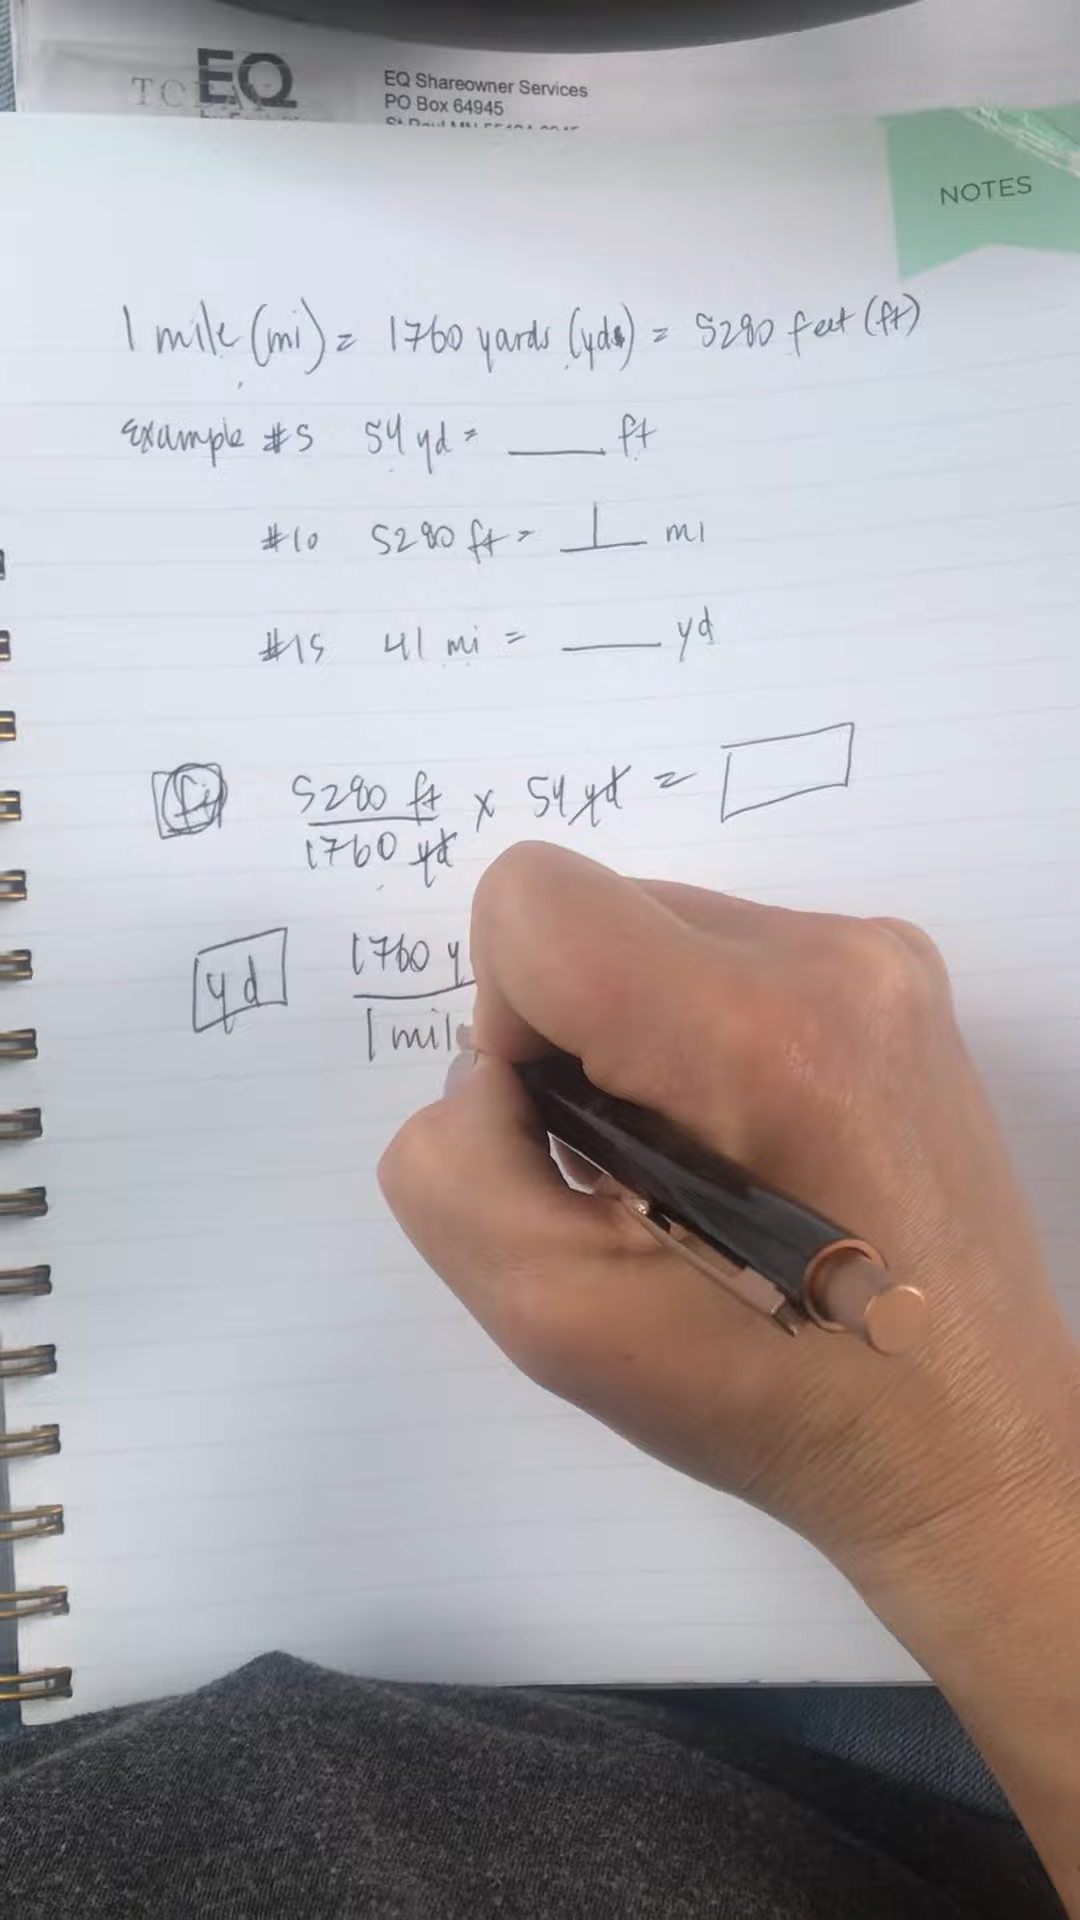 EQ
EQ Shareowner Services
PO Box 64945
NOTES
1 mile (mi) = 1760 yards (yds) = 5280 feet (ft)
Example #5 54 yd = ____ ft
#10 5280 ft = 1 mi
#15 41 mi = ____ yd
ft 5280 ft x 54 yd =
1760 yd
yd 1760 y
1 mile